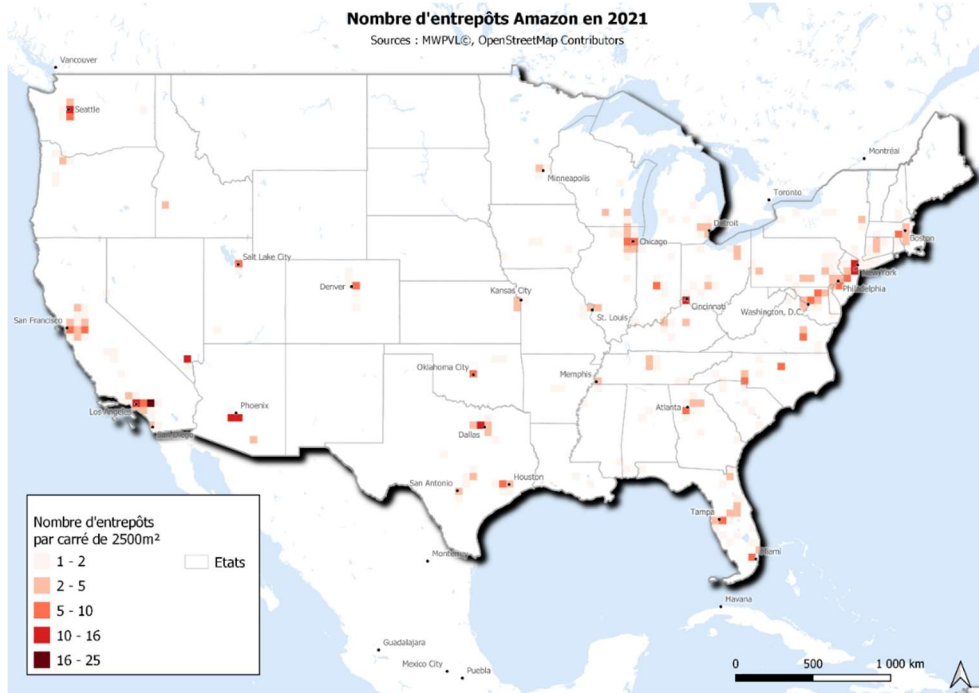 Nombre d'entrepôts Amazon en 2021
Sources : MWPVL©, OpenStreetMap Contributors
Vancouver
Seattle
Montréal
Minneapolis
Toronto
Detroit
Boston
Chicago
Salt Lake City
Denver
Kansas City
Cincinnati
Philadelphia
St. Louis
Washington, D.C.
San Francisco
Oklahoma City
Memphis
Los Angeles
Phoenix
Atlanta
Dallas
San Antonio
Houston
Tampa
Miami
Monterrey
Havana
Guadalajara
Mexico City
Puebla
Nombre d'entrepôts
par carré de 2500m²
1 - 2
2 - 5
5 - 10
10 - 16
16 - 25
Etats
0 500 1 000 km